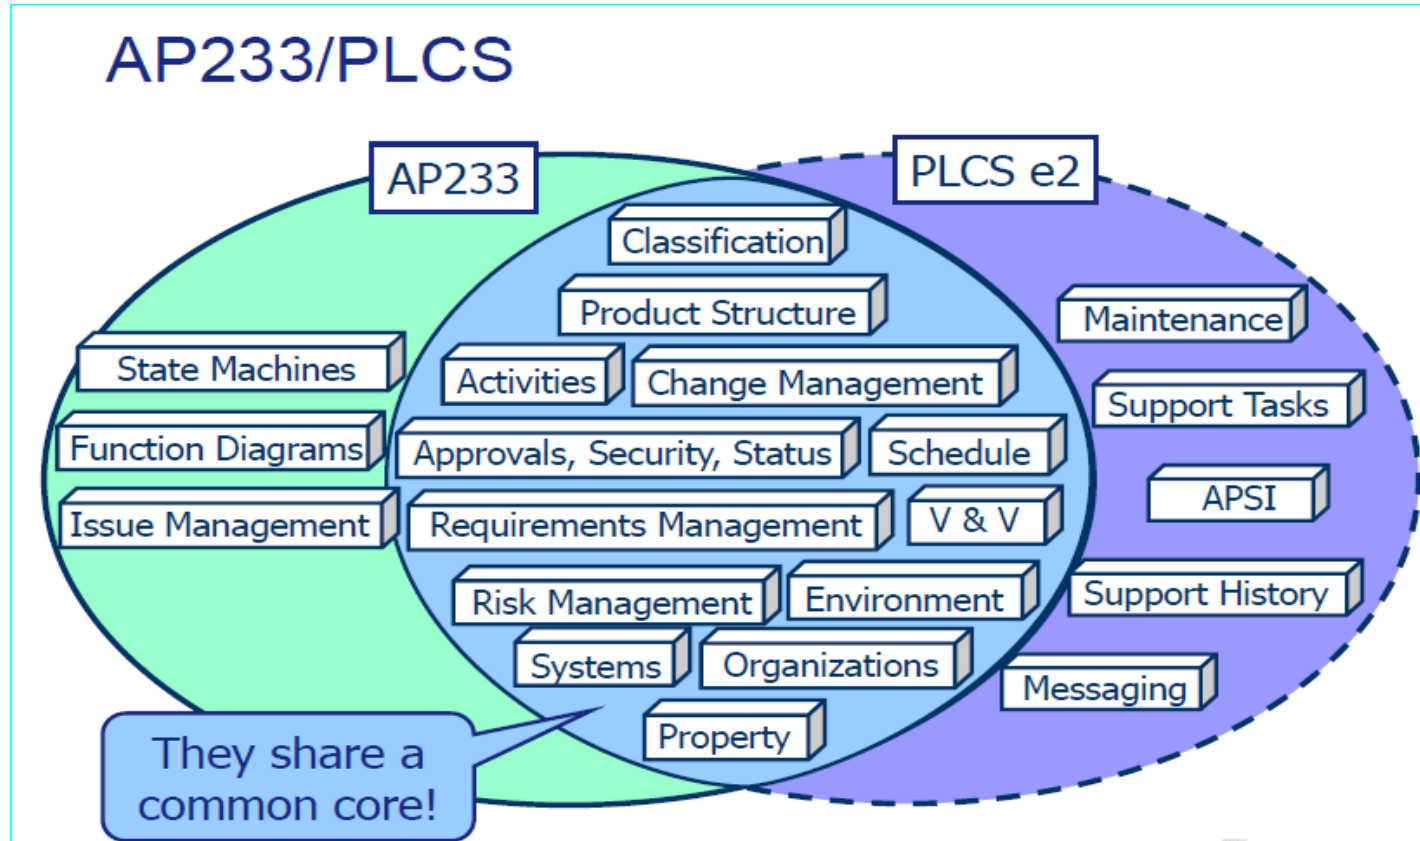 AP233/PLCS
AP233
PLCS e2
Classification
Product Structure
Maintenance
State Machines
Activities
Change Management
Support Tasks
Function Diagrams
Approvals, Security, Status
Schedule
APSI
Issue Management
Requirements Management
V & V
Risk Management
Environment
Support History
Systems
Organizations
Messaging
Property
They share a
common core!